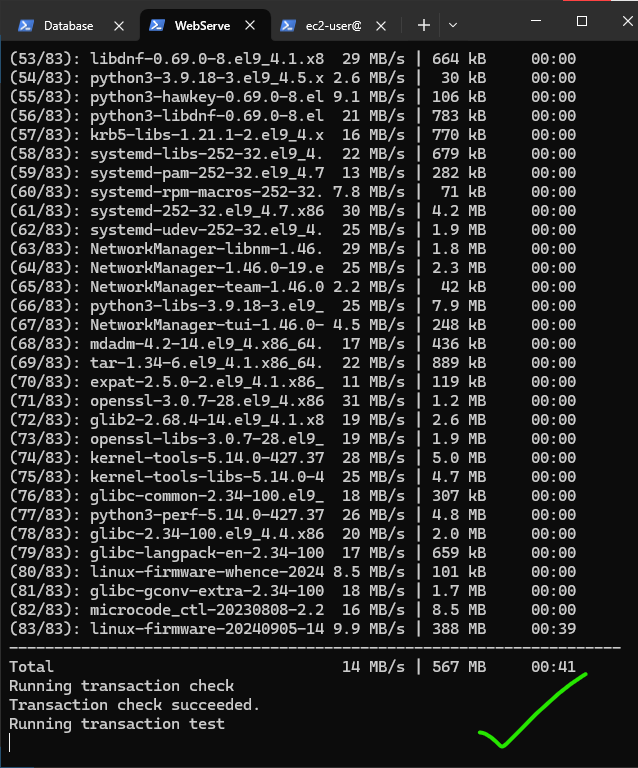 Database WebServe ec2-user@
(53/83): libdnf-0.69.0-8.el9_4.1.x8 29 MB/s | 664 kB 00:00
(54/83): python3-3.9.18-3.el9_4.5.x 2.6 MB/s | 30 kB 00:00
(55/83): python3-hawkey-0.69.0-8.el 9.1 MB/s | 106 kB 00:00
(56/83): python3-libdnf-0.69.0-8.el 21 MB/s | 783 kB 00:00
(57/83): krb5-libs-1.21.1-2.el9_4.x 16 MB/s | 770 kB 00:00
(58/83): systemd-libs-252-32.el9_4. 22 MB/s | 679 kB 00:00
(59/83): systemd-pam-252-32.el9_4.7 13 MB/s | 282 kB 00:00
(60/83): systemd-rpm-macros-252-32. 7.8 MB/s | 71 kB 00:00
(61/83): systemd-252-32.el9_4.7.x86 30 MB/s | 4.2 MB 00:00
(62/83): systemd-udev-252-32.el9_4. 25 MB/s | 1.9 MB 00:00
(63/83): NetworkManager-libnm-1.46. 29 MB/s | 1.8 MB 00:00
(64/83): NetworkManager-1.46.0-19.e 25 MB/s | 2.3 MB 00:00
(65/83): NetworkManager-team-1.46.0 2.2 MB/s | 42 kB 00:00
(66/83): python3-libs-3.9.18-3.el9_ 25 MB/s | 7.9 MB 00:00
(67/83): NetworkManager-tui-1.46.0- 4.5 MB/s | 248 kB 00:00
(68/83): mdadm-4.2-14.el9_4.x86_64. 17 MB/s | 436 kB 00:00
(69/83): tar-1.34-6.el9_4.1.x86_64. 22 MB/s | 889 kB 00:00
(70/83): expat-2.5.0-2.el9_4.1.x86_ 11 MB/s | 119 kB 00:00
(71/83): openssl-3.0.7-28.el9_4.x86 31 MB/s | 1.2 MB 00:00
(72/83): glib2-2.68.4-14.el9_4.1.x8 19 MB/s | 2.6 MB 00:00
(73/83): openssl-libs-3.0.7-28.el9_ 19 MB/s | 1.9 MB 00:00
(74/83): kernel-tools-5.14.0-427.37 28 MB/s | 5.0 MB 00:00
(75/83): kernel-tools-libs-5.14.0-4 25 MB/s | 4.7 MB 00:00
(76/83): glibc-common-2.34-100.el9_ 18 MB/s | 307 kB 00:00
(77/83): python3-perf-5.14.0-427.37 26 MB/s | 4.8 MB 00:00
(78/83): glibc-2.34-100.el9_4.4.x86 20 MB/s | 2.0 MB 00:00
(79/83): glibc-langpack-en-2.34-100 17 MB/s | 659 kB 00:00
(80/83): linux-firmware-whence-2024 8.5 MB/s | 101 kB 00:00
(81/83): glibc-gconv-extra-2.34-100 18 MB/s | 1.7 MB 00:00
(82/83): microcode_ctl-20230808-2.2 16 MB/s | 8.5 MB 00:00
(83/83): linux-firmware-20240905-14 9.9 MB/s | 388 MB 00:39
--------------------------------------------------------------------
Total 14 MB/s | 567 MB 00:41
Running transaction check
Transaction check succeeded.
Running transaction test